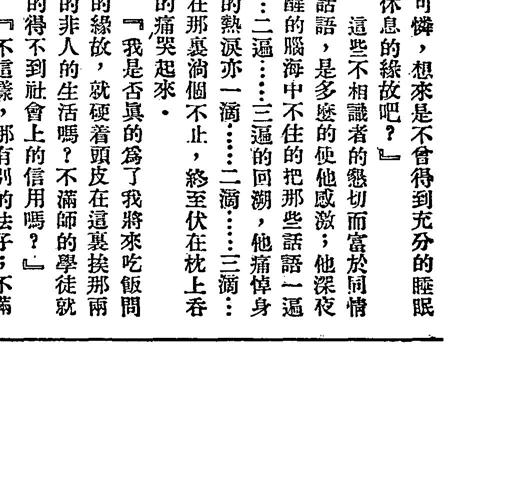 可憐，想來是不曾得到充分的睡眠
休息的緣故吧？』
這些不相識者的懇切而富於同情
話語，是多麽的使他感激；他深夜
醒的腦海中不住的把那些話語一遍
…二遍……三遍的回溯，他痛悼身
的熱淚亦一滴……二滴……三滴…
在那裏淌個不止，終至伏在枕上吞
的痛哭起來．
『我是否眞的爲了我將來吃飯問
的緣故，就硬着頭皮在這裏挨那兩
的非人的生活嗎？不滿師的學徒就
的得不到社會上的信用嗎？』
『不這樣，那有別的法子；不滿